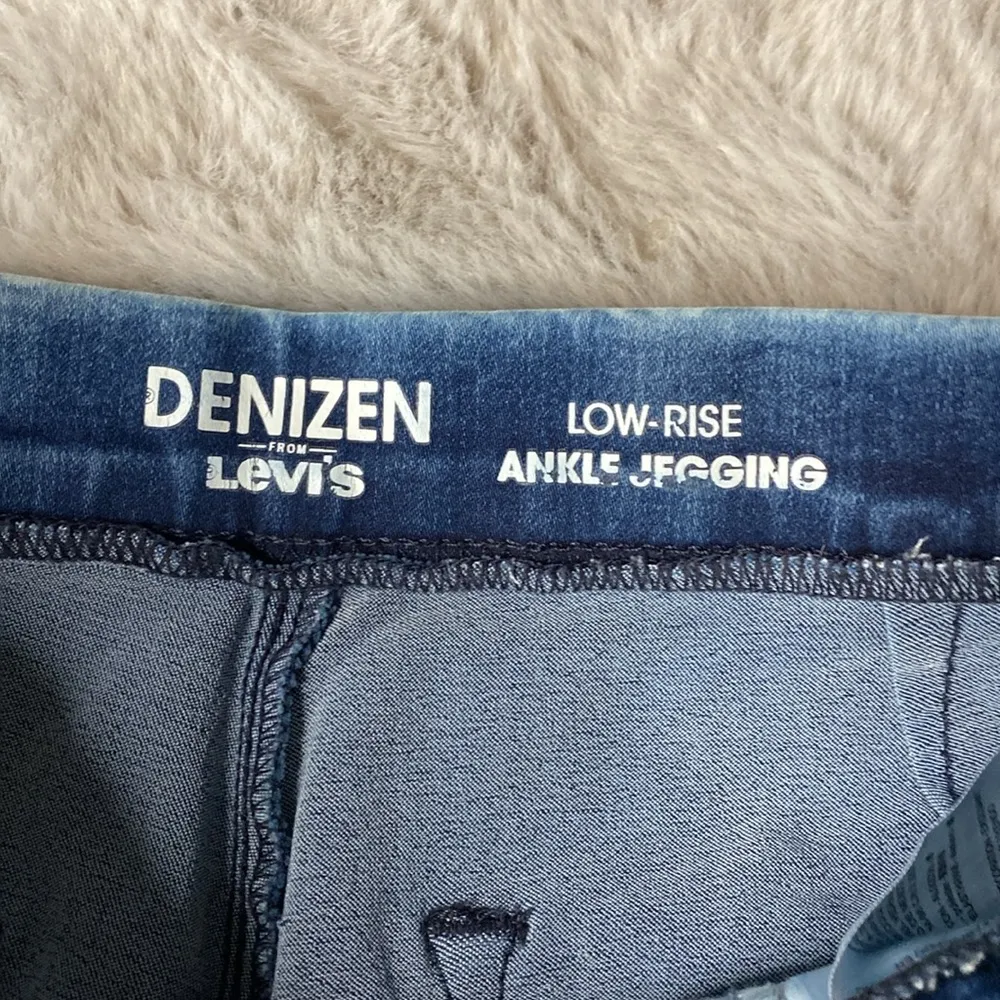 DENIZEN
FROM
Levi's
LOW-RISE
ANKLE JEGGING